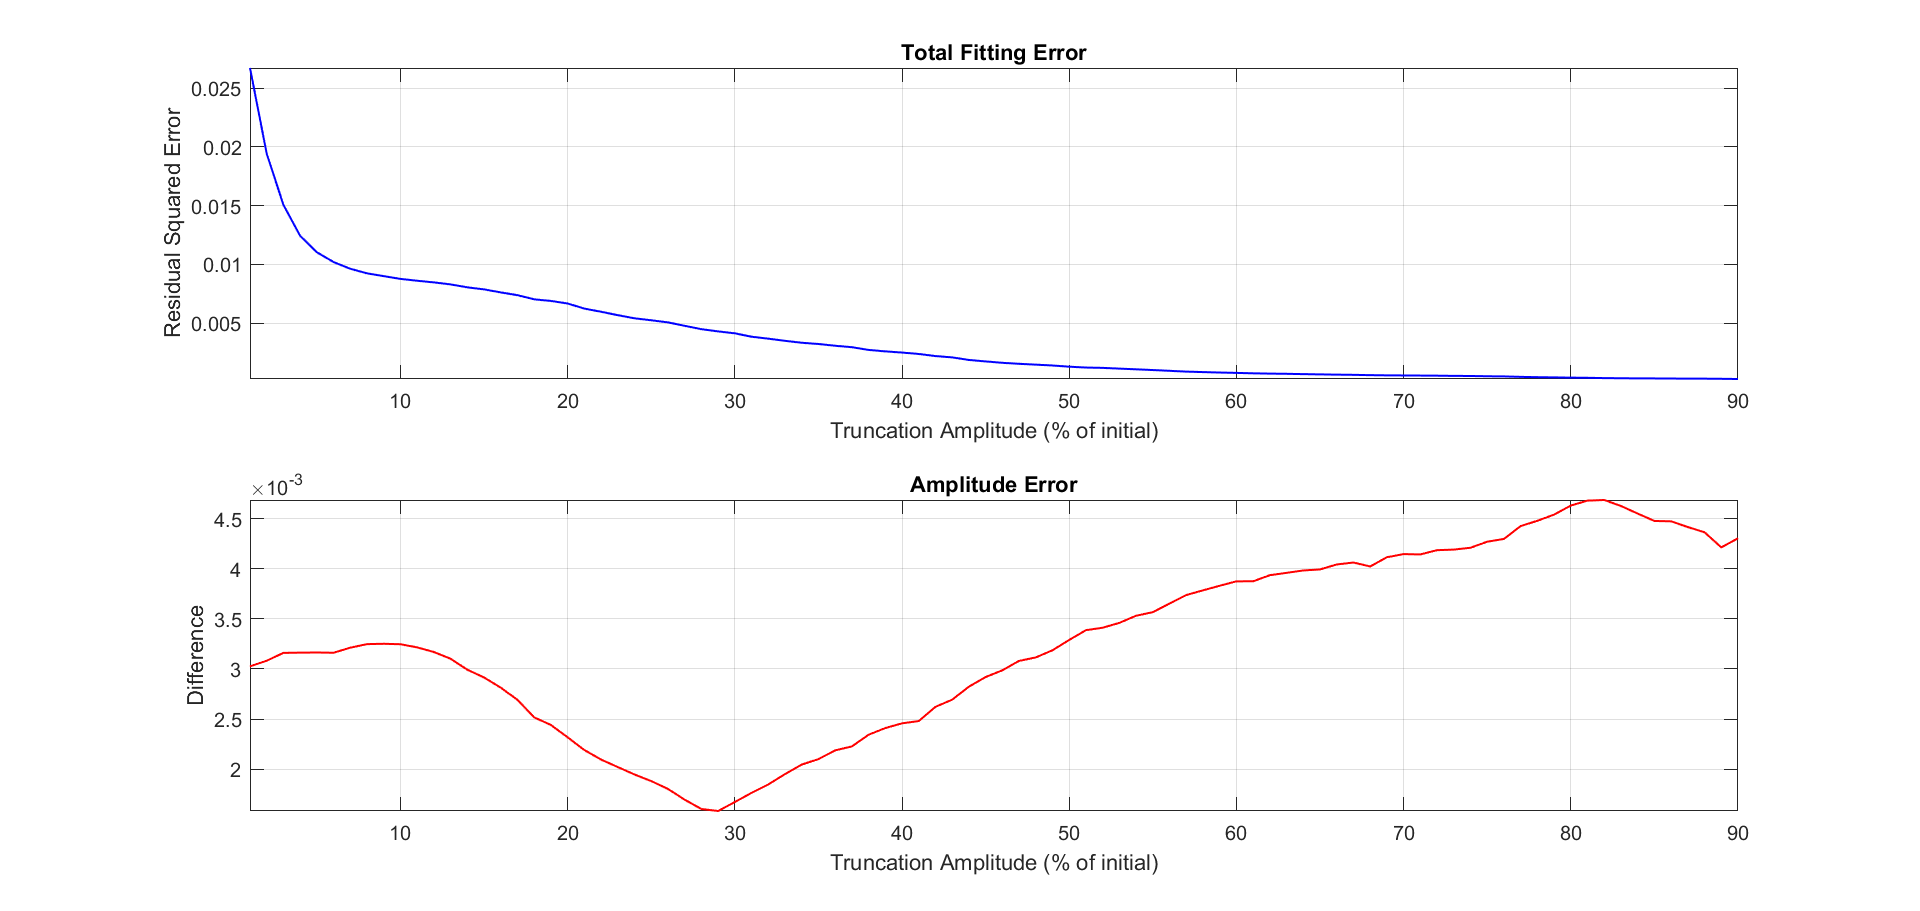 Total Fitting Error
Residual Squared Error
0.025
0.02
0.015
0.01
0.005
10 20 30 40 50 60 70 80 90
Truncation Amplitude (% of initial)
×10-3
Amplitude Error
Difference
4.5
4
3.5
3
2.5
2
10 20 30 40 50 60 70 80 90
Truncation Amplitude (% of initial)